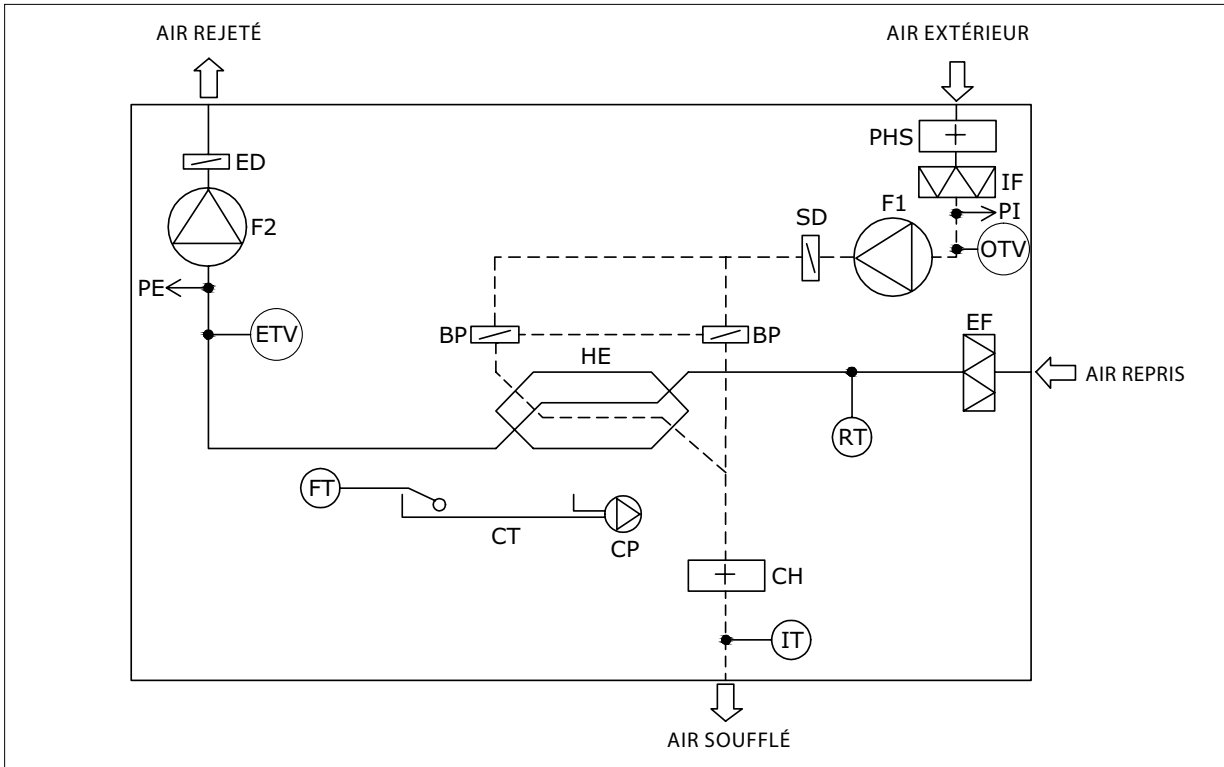 AIR REJETÉ
AIR EXTÉRIEUR
PHS
ED
IF
F2
F1
SD
PI
OTV
PE
ETV
BP
BP
EF
HE
AIR REPRIS
RT
FT
CT
CP
CH
IT
AIR SOUFFLÉ